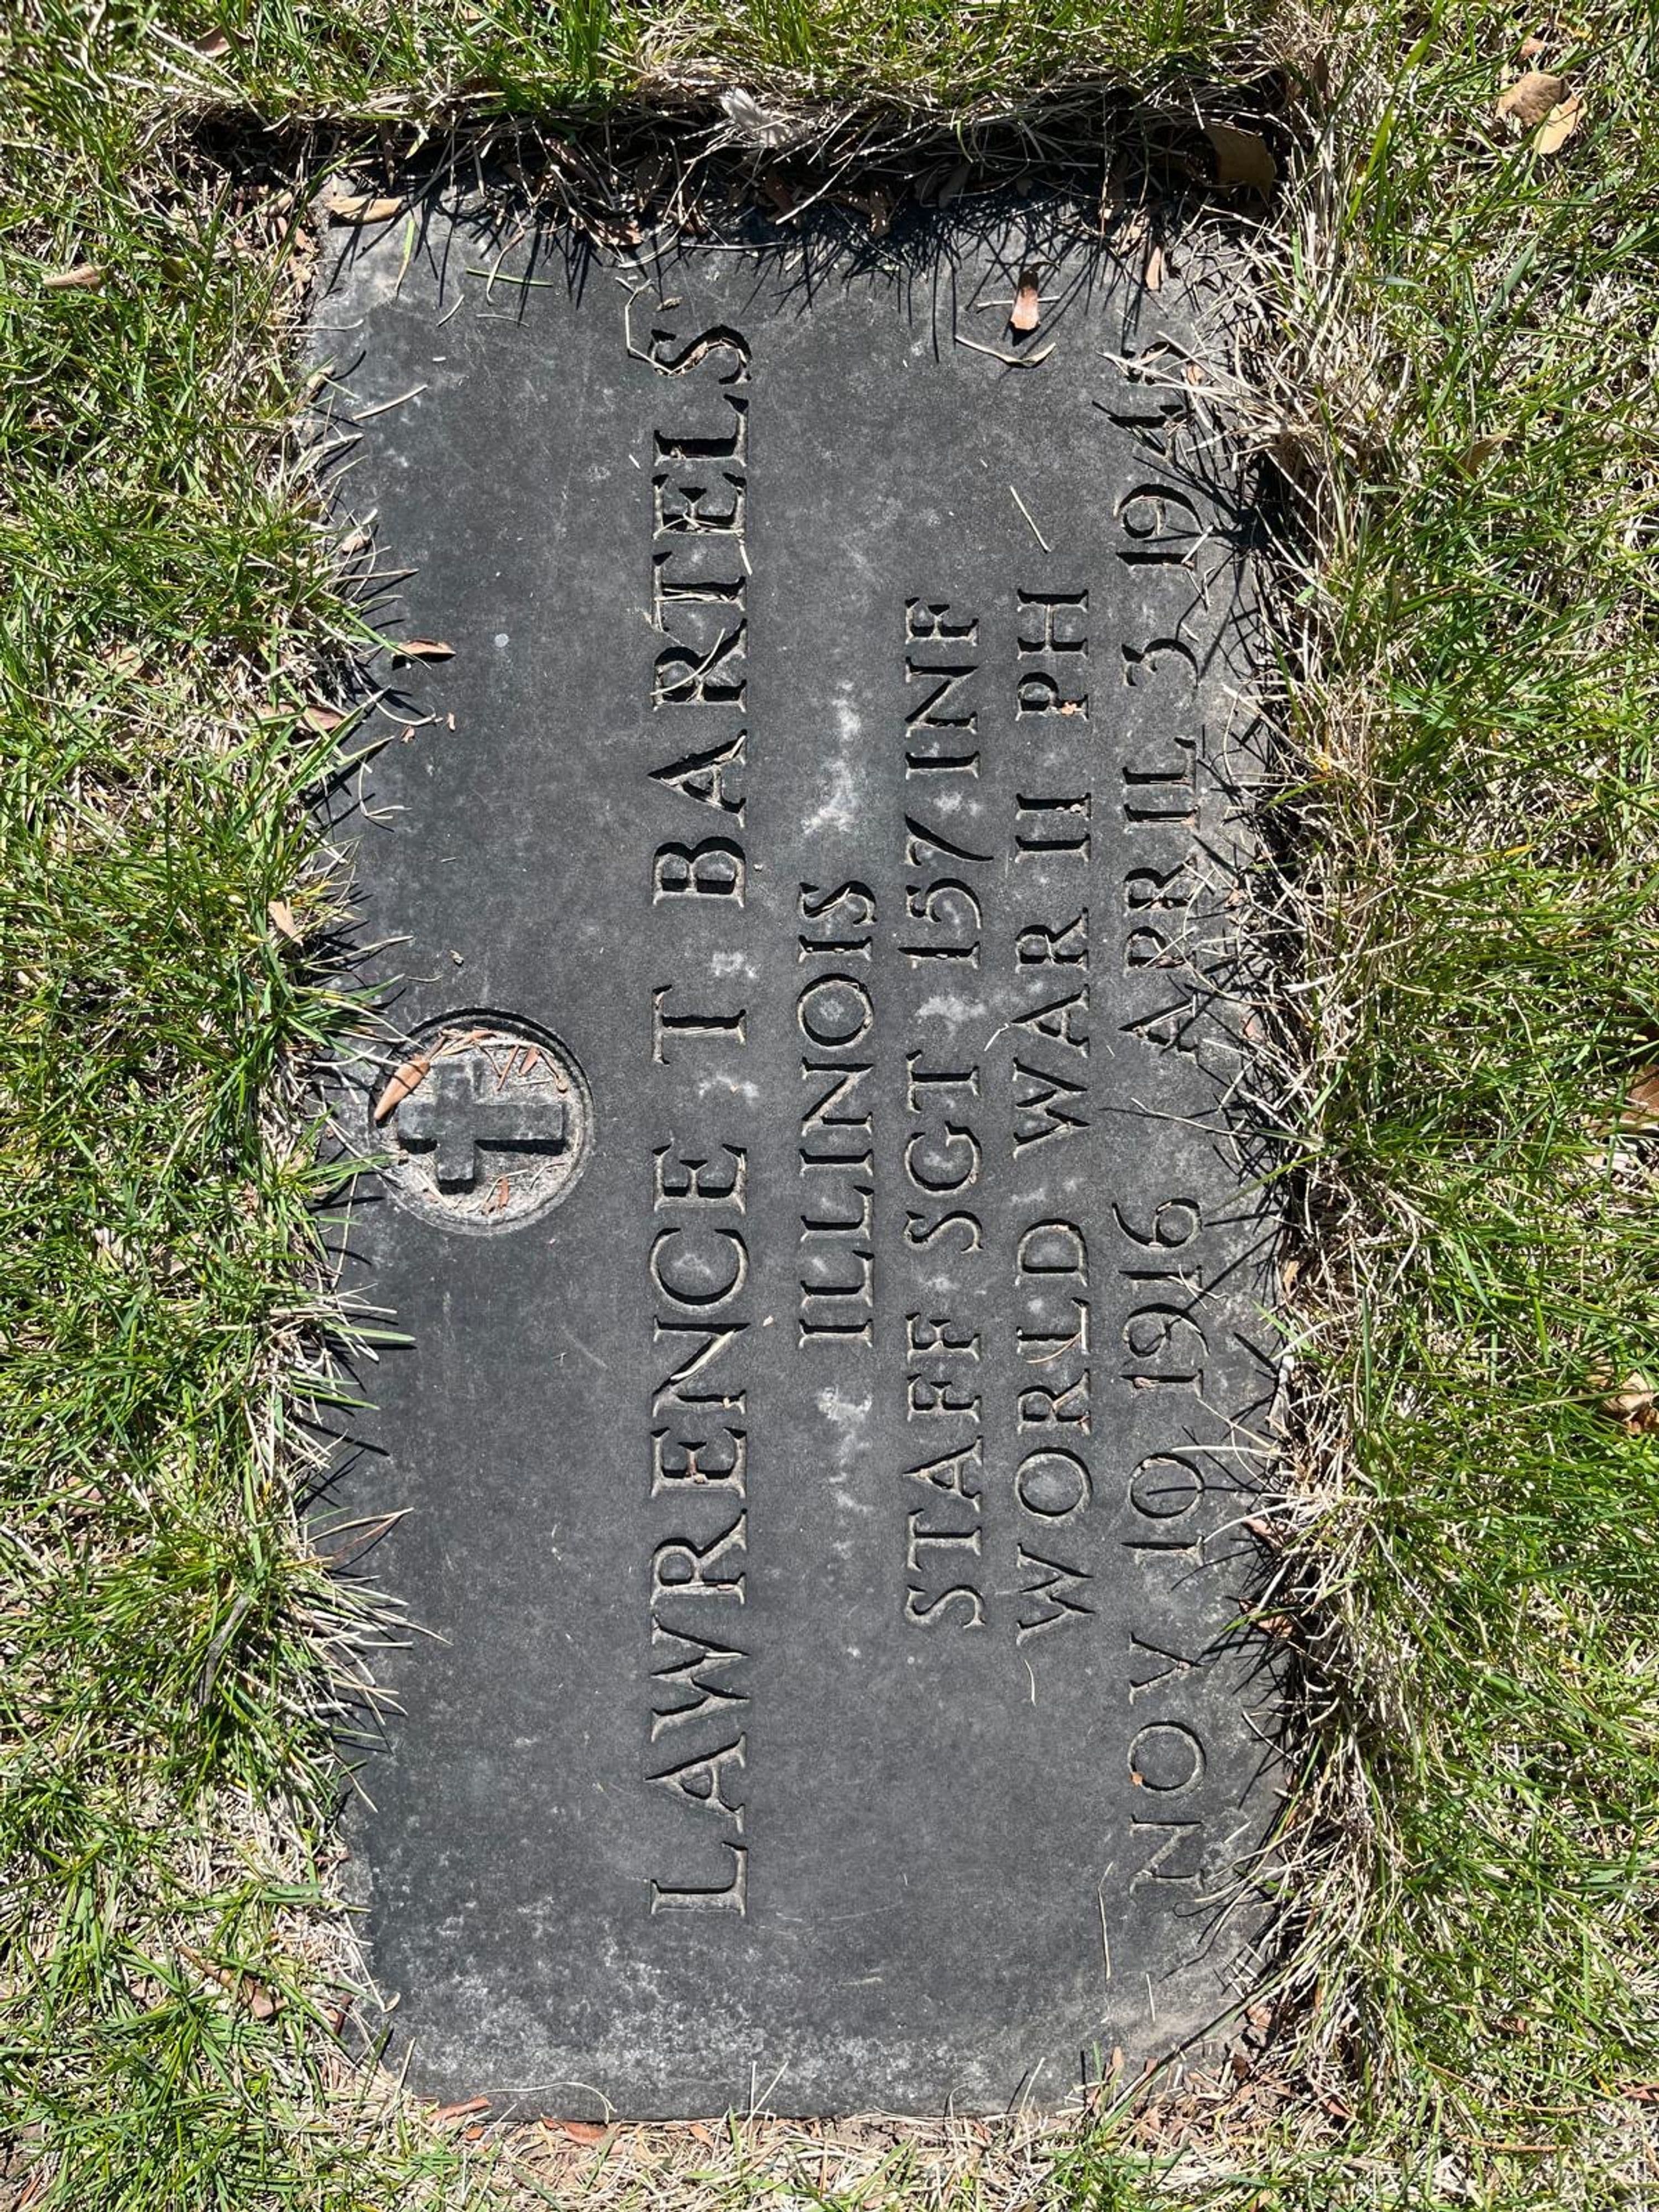 LAWRENCE T BARTELS
ILLINOIS
STAFF SGT 157 INF
WORLD WAR II PH
NOV 10 1916 APRIL 3 1945